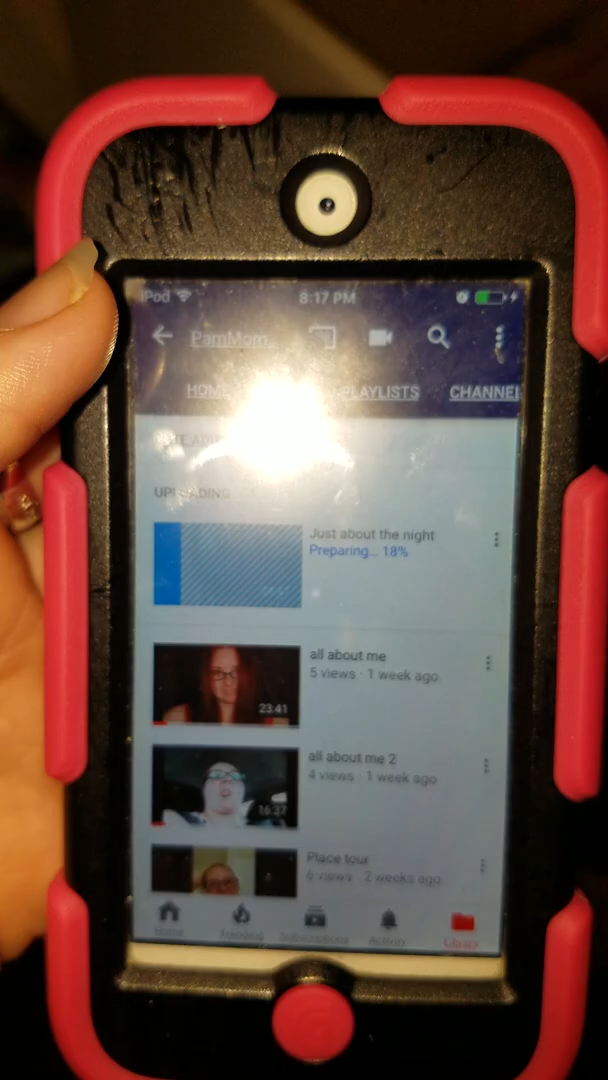 iPod 8:17 PM
PamMom...
HOME PLAYLISTS CHANNEL
UPLOADING
Just about the night
Preparing... 18%
all about me
5 views · 1 week ago
23:41
all about me 2
4 views · 1 week ago
16:37
Place tour
6 views · 2 weeks ago
Home Trending Subscriptions Activity Library